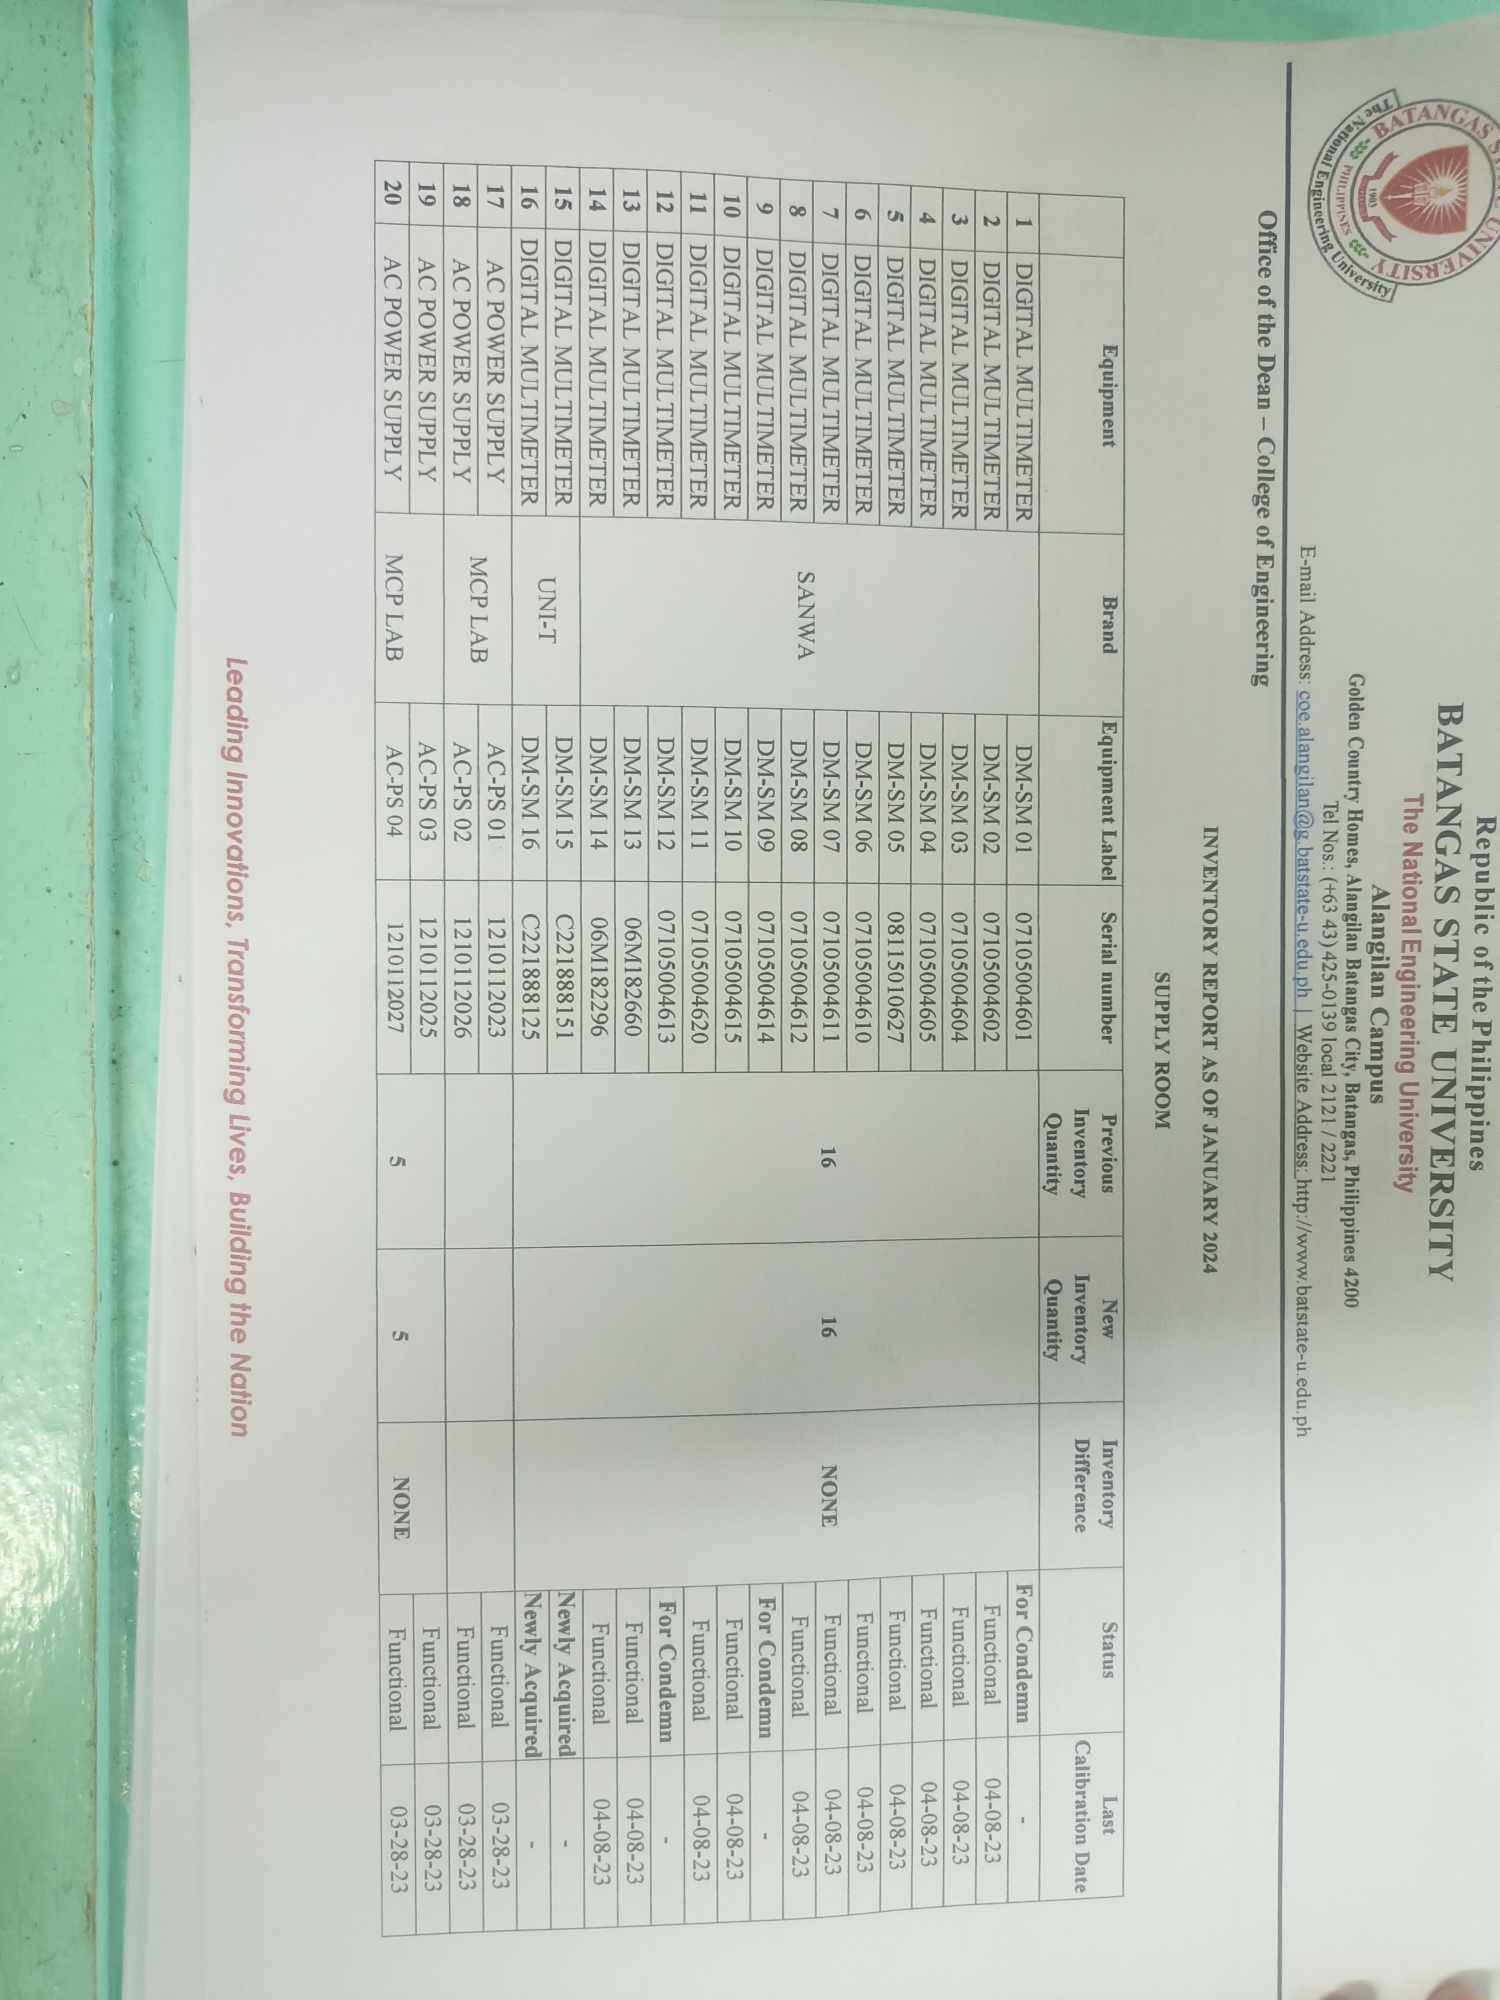 BATANGAS STATE UNIVERSITY
1903
PHILIPPINES
The National Engineering University
Republic of the Philippines
BATANGAS STATE UNIVERSITY
The National Engineering University
Alangilan Campus
Golden Country Homes, Alangilan Batangas City, Batangas, Philippines 4200
Tel Nos.: (+63 43) 425-0139 local 2121 / 2221
E-mail Address: coe.alangilan@g.batstate-u.edu.ph | Website Address: http://www.batstate-u.edu.ph
Office of the Dean – College of Engineering
INVENTORY REPORT AS OF JANUARY 2024
SUPPLY ROOM
Equipment Brand Equipment Label Serial number Previous Inventory Quantity New Inventory Quantity Inventory Difference Status Last Calibration Date
1 DIGITAL MULTIMETER DM-SM 01 07105004601 For Condemn -
2 DIGITAL MULTIMETER DM-SM 02 07105004602 Functional 04-08-23
3 DIGITAL MULTIMETER DM-SM 03 07105004604 Functional 04-08-23
4 DIGITAL MULTIMETER DM-SM 04 07105004605 Functional 04-08-23
5 DIGITAL MULTIMETER DM-SM 05 08115010627 Functional 04-08-23
6 DIGITAL MULTIMETER DM-SM 06 07105004610 Functional 04-08-23
7 DIGITAL MULTIMETER DM-SM 07 07105004611 16 16 NONE Functional 04-08-23
8 DIGITAL MULTIMETER SANWA DM-SM 08 07105004612 Functional 04-08-23
9 DIGITAL MULTIMETER DM-SM 09 07105004614 For Condemn -
10 DIGITAL MULTIMETER DM-SM 10 07105004615 Functional 04-08-23
11 DIGITAL MULTIMETER DM-SM 11 07105004620 Functional 04-08-23
12 DIGITAL MULTIMETER DM-SM 12 07105004613 For Condemn -
13 DIGITAL MULTIMETER DM-SM 13 06M182660 Functional 04-08-23
14 DIGITAL MULTIMETER DM-SM 14 06M182296 Functional 04-08-23
15 DIGITAL MULTIMETER UNI-T DM-SM 15 C221888151 Newly Acquired -
16 DIGITAL MULTIMETER DM-SM 16 C221888125 Newly Acquired -
17 AC POWER SUPPLY MCP LAB AC-PS 01 1210112023 Functional 03-28-23
18 AC POWER SUPPLY AC-PS 02 1210112026 Functional 03-28-23
19 AC POWER SUPPLY AC-PS 03 1210112025 Functional 03-28-23
20 AC POWER SUPPLY MCP LAB AC-PS 04 1210112027 5 5 NONE Functional 03-28-23
Leading Innovations, Transforming Lives, Building the Nation